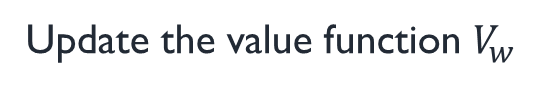 Update the value function $V_w$